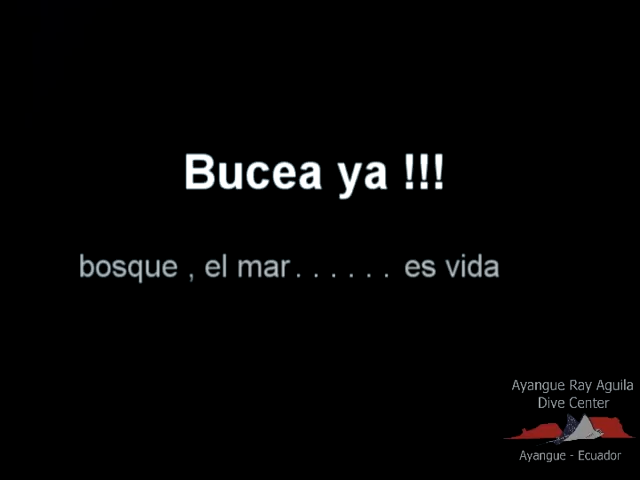 Bucea ya !!!
bosque , el mar . . . . . . es vida
Ayangue Ray Aguila
Dive Center
Ayangue - Ecuador